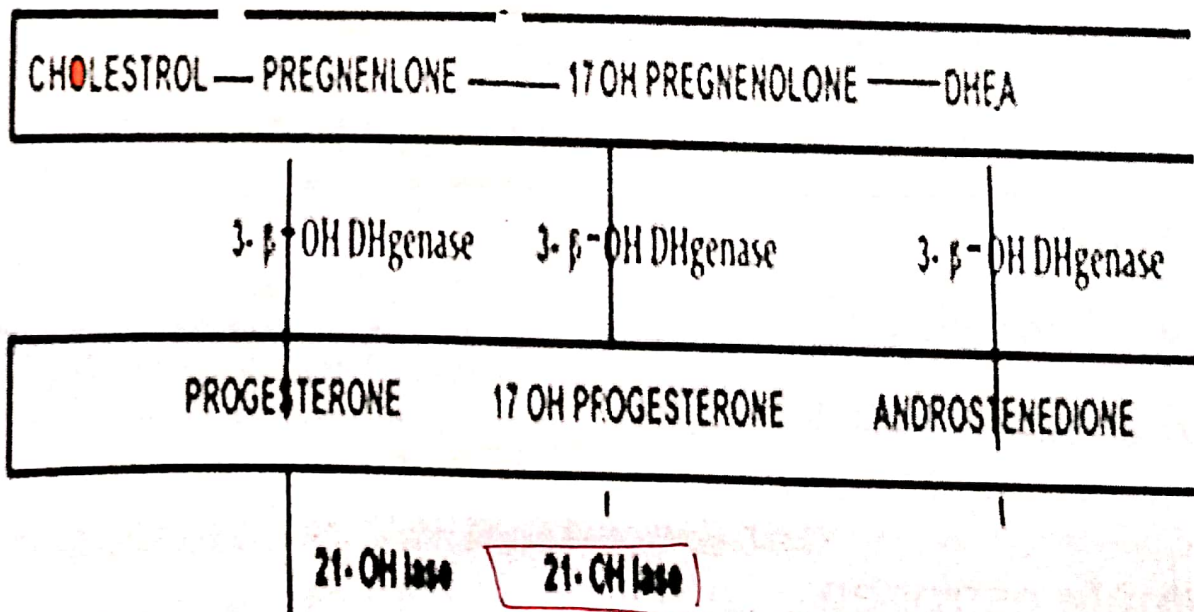 CHOLESTROL — PREGNENLONE — 17 OH PREGNENOLONE — DHEA
3- β - OH DHgenase 3- β - OH DHgenase 3- β - OH DHgenase
PROGESTERONE 17 OH PROGESTERONE ANDROSTENEDIONE
21- OH lase 21- OH lase